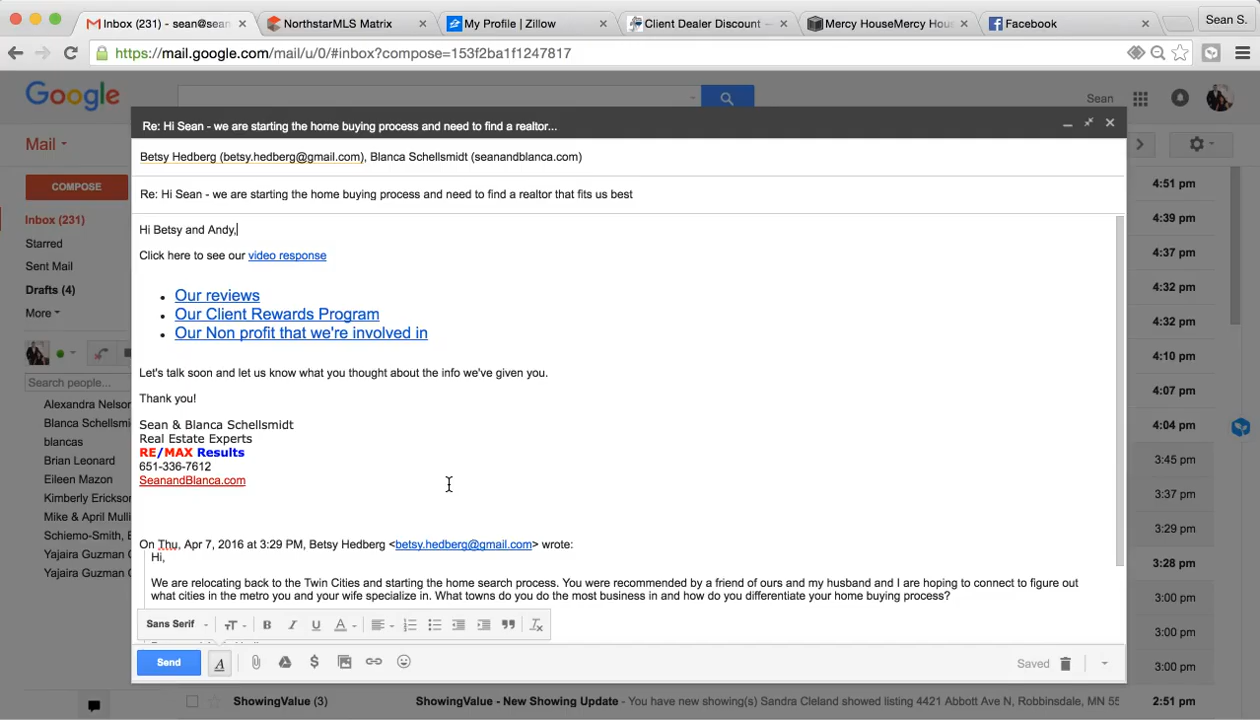 Inbox (231) - sean@sean
NorthstarMLS Matrix
My Profile | Zillow
Client Dealer Discount -
Mercy HouseMercy Hou
Facebook
Sean S.
https://mail.google.com/mail/u/0/#inbox?compose=153f2ba1f1247817
Google
Sean
Mail
COMPOSE
Inbox (231)
Starred
Sent Mail
Drafts (4)
More
Search people...
Alexandra Nelson
Blanca Schellsmi
blancas
Brian Leonard
Eileen Mazon
Kimberly Erickson
Mike & April Mulli
Schiemo-Smith, E
Yajaira Guzman C
Yajaira Guzman C
Re: Hi Sean - we are starting the home buying process and need to find a realtor...
Betsy Hedberg (betsy.hedberg@gmail.com), Blanca Schellsmidt (seanandblanca.com)
Re: Hi Sean - we are starting the home buying process and need to find a realtor that fits us best
Hi Betsy and Andy,
Click here to see our video response
• Our reviews
• Our Client Rewards Program
• Our Non profit that we're involved in
Let's talk soon and let us know what you thought about the info we've given you.
Thank you!
Sean & Blanca Schellsmidt
Real Estate Experts
RE/MAX Results
651-336-7612
SeanandBlanca.com
On Thu, Apr 7, 2016 at 3:29 PM, Betsy Hedberg <betsy.hedberg@gmail.com> wrote:
Hi,
We are relocating back to the Twin Cities and starting the home search process. You were recommended by a friend of ours and my husband and I are hoping to connect to figure out
what cities in the metro you and your wife specialize in. What towns do you do the most business in and how do you differentiate your home buying process?
Sans Serif
Send
Saved
4:51 pm
4:39 pm
4:37 pm
4:32 pm
4:32 pm
4:10 pm
4:07 pm
4:04 pm
3:45 pm
3:37 pm
3:29 pm
3:28 pm
3:00 pm
3:00 pm
3:00 pm
ShowingValue (3)
ShowingValue - New Showing Update - You have new showing(s) Sandra Cleland showed listing 4421 Abbott Ave N, Robbinsdale, MN 55
2:51 pm